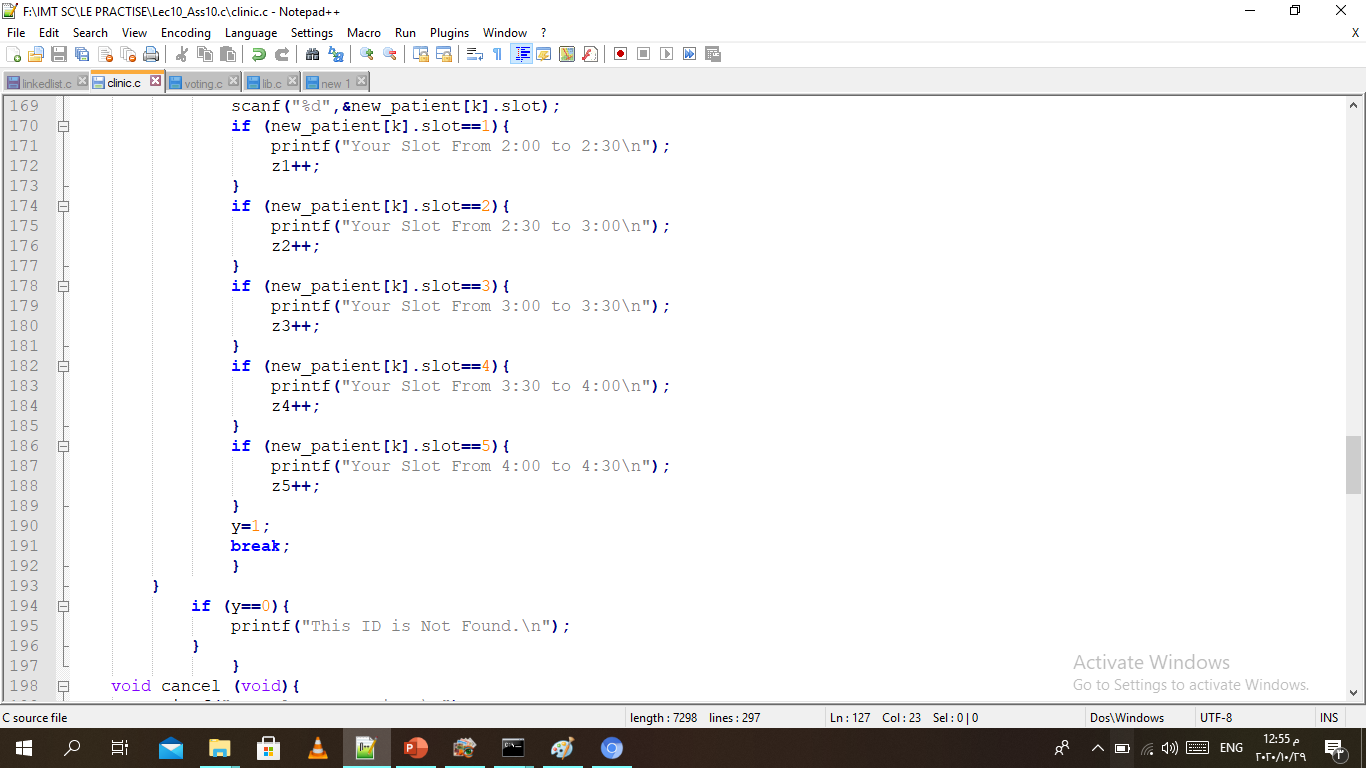 F:\IMT SC\LE PRACTISE\Lec10_Ass10.c\clinic.c - Notepad++
File Edit Search View Encoding Language Settings Macro Run Plugins Window ? X
linkedlist.c clinic.c voting.c lib.c new 1
169 scanf("%d",&new_patient[k].slot);
170 if (new_patient[k].slot==1){
171 printf("Your Slot From 2:00 to 2:30\n");
172 z1++;
173 }
174 if (new_patient[k].slot==2){
175 printf("Your Slot From 2:30 to 3:00\n");
176 z2++;
177 }
178 if (new_patient[k].slot==3){
179 printf("Your Slot From 3:00 to 3:30\n");
180 z3++;
181 }
182 if (new_patient[k].slot==4){
183 printf("Your Slot From 3:30 to 4:00\n");
184 z4++;
185 }
186 if (new_patient[k].slot==5){
187 printf("Your Slot From 4:00 to 4:30\n");
188 z5++;
189 }
190 y=1;
191 break;
192 }
193 }
194 if (y==0){
195 printf("This ID is Not Found.\n");
196 }
197 }
198 void cancel (void){
Activate Windows
Go to Settings to activate Windows.
C source file length : 7298 lines : 297 Ln : 127 Col : 23 Sel : 0 | 0 Dos\Windows UTF-8 INS
ENG 12:55 م
٢٠٢٠/١٠/٢٩